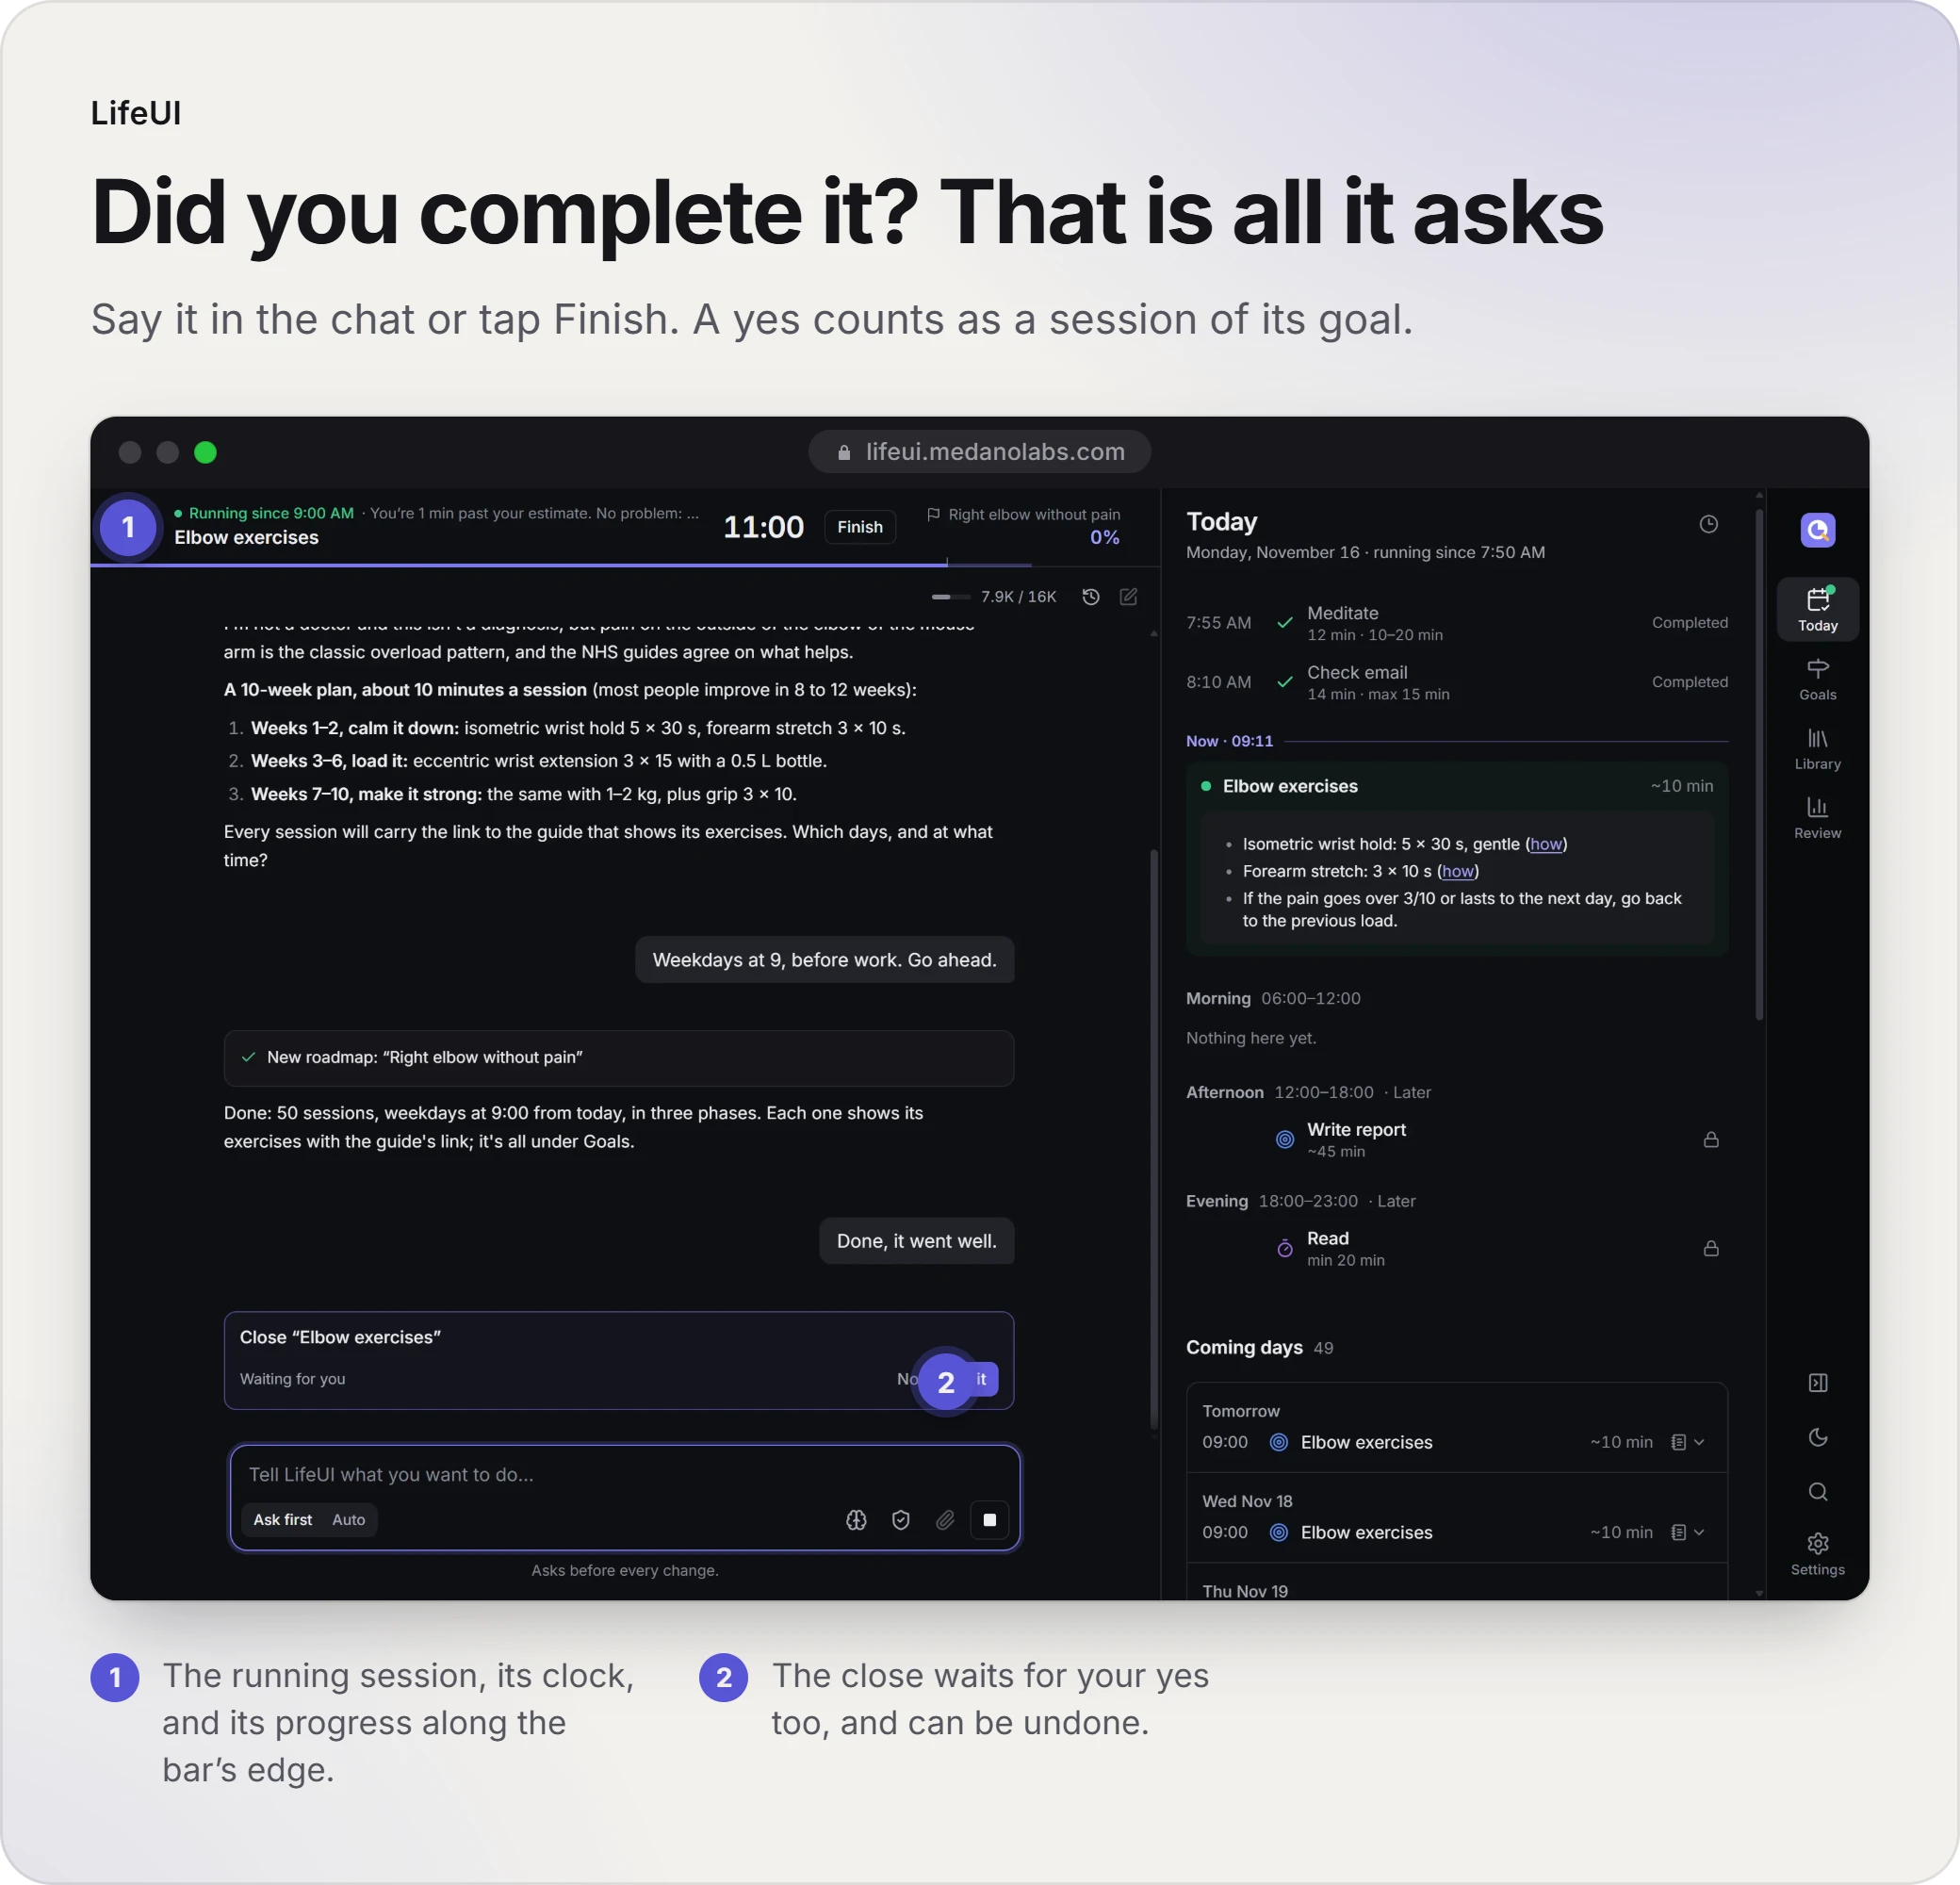 LifeUI
Did you complete it? That is all it asks
Say it in the chat or tap Finish. A yes counts as a session of its goal.
lifeui.medanolabs.com
1
Running since 9:00 AM · You’re 1 min past your estimate. No problem: ...
Elbow exercises
11:00
Finish
Right elbow without pain
0%
7.9K / 16K
arm is the classic overload pattern, and the NHS guides agree on what helps.
A 10-week plan, about 10 minutes a session (most people improve in 8 to 12 weeks):
1. Weeks 1–2, calm it down: isometric wrist hold 5 × 30 s, forearm stretch 3 × 10 s.
2. Weeks 3–6, load it: eccentric wrist extension 3 × 15 with a 0.5 L bottle.
3. Weeks 7–10, make it strong: the same with 1–2 kg, plus grip 3 × 10.
Every session will carry the link to the guide that shows its exercises. Which days, and at what
time?
Weekdays at 9, before work. Go ahead.
New roadmap: “Right elbow without pain”
Done: 50 sessions, weekdays at 9:00 from today, in three phases. Each one shows its
exercises with the guide's link; it's all under Goals.
Done, it went well.
Close “Elbow exercises”
Waiting for you
No
2
it
Tell LifeUI what you want to do...
Ask first
Auto
Asks before every change.
Today
Monday, November 16 · running since 7:50 AM
7:55 AM
Meditate
12 min · 10–20 min
Completed
8:10 AM
Check email
14 min · max 15 min
Completed
Now · 09:11
Elbow exercises
~10 min
• Isometric wrist hold: 5 × 30 s, gentle (how)
• Forearm stretch: 3 × 10 s (how)
• If the pain goes over 3/10 or lasts to the next day, go back
to the previous load.
Morning 06:00–12:00
Nothing here yet.
Afternoon 12:00–18:00 · Later
Write report
~45 min
Evening 18:00–23:00 · Later
Read
min 20 min
Coming days 49
Tomorrow
09:00
Elbow exercises
~10 min
Wed Nov 18
09:00
Elbow exercises
~10 min
Thu Nov 19
Today
Goals
Library
Review
Settings
1
The running session, its clock,
and its progress along the
bar’s edge.
2
The close waits for your yes
too, and can be undone.